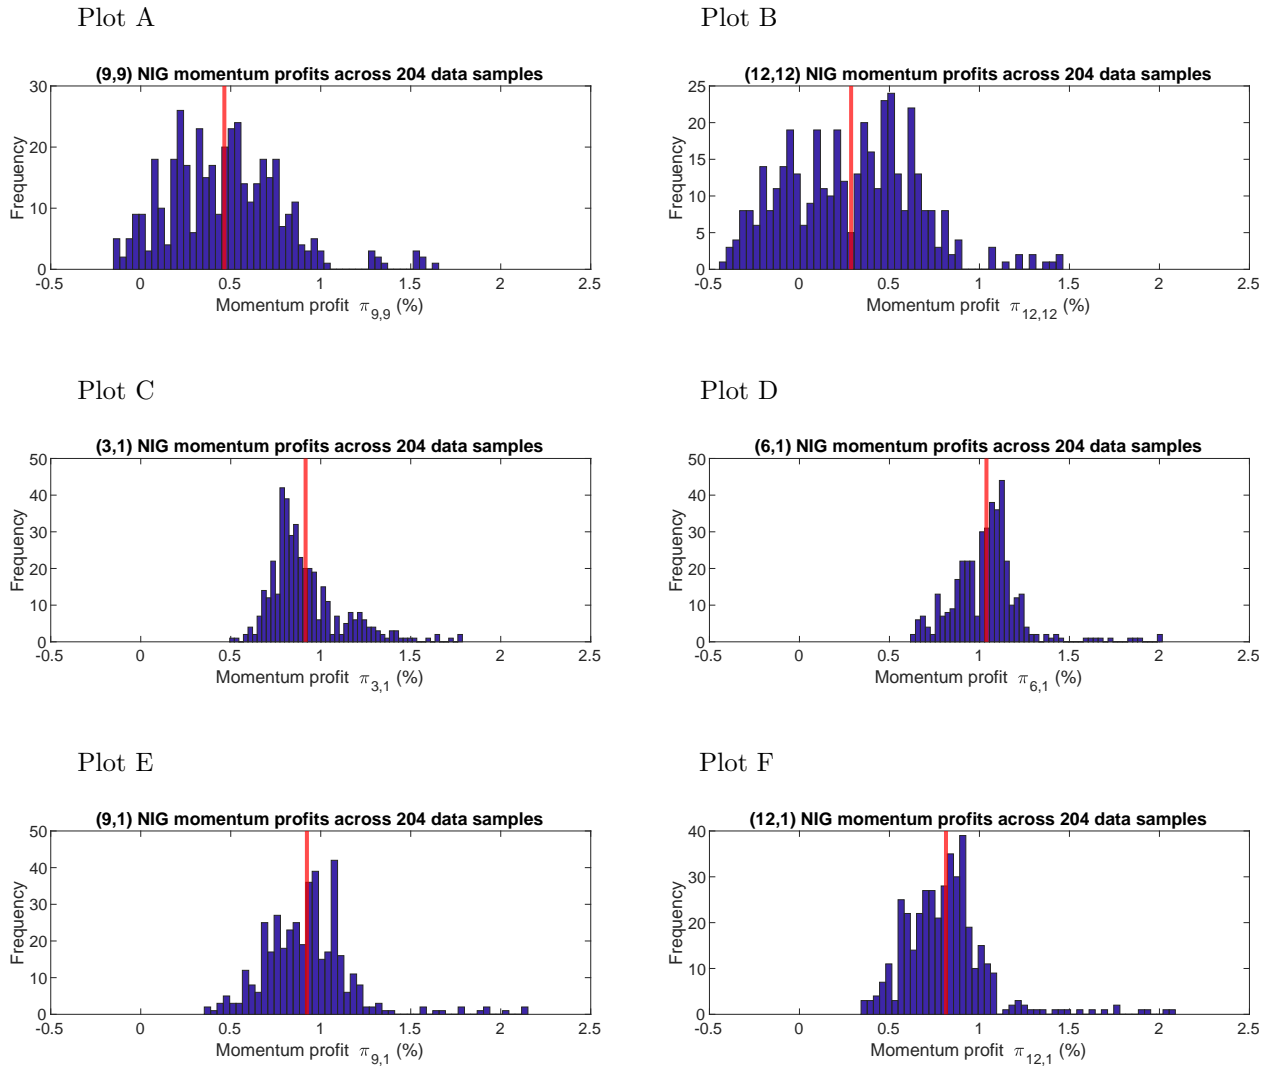 Plot A
(9,9) NIG momentum profits across 204 data samples
30
20
10
0
Frequency
-0.5 0 0.5 1 1.5 2 2.5
Momentum profit π9,9 (%)
Plot B
(12,12) NIG momentum profits across 204 data samples
25
20
15
10
5
0
Frequency
-0.5 0 0.5 1 1.5 2 2.5
Momentum profit π12,12 (%)
Plot C
(3,1) NIG momentum profits across 204 data samples
50
40
30
20
10
0
Frequency
-0.5 0 0.5 1 1.5 2 2.5
Momentum profit π3,1 (%)
Plot D
(6,1) NIG momentum profits across 204 data samples
50
40
30
20
10
0
Frequency
-0.5 0 0.5 1 1.5 2 2.5
Momentum profit π6,1 (%)
Plot E
(9,1) NIG momentum profits across 204 data samples
50
40
30
20
10
0
Frequency
-0.5 0 0.5 1 1.5 2 2.5
Momentum profit π9,1 (%)
Plot F
(12,1) NIG momentum profits across 204 data samples
40
30
20
10
0
Frequency
-0.5 0 0.5 1 1.5 2 2.5
Momentum profit π12,1 (%)